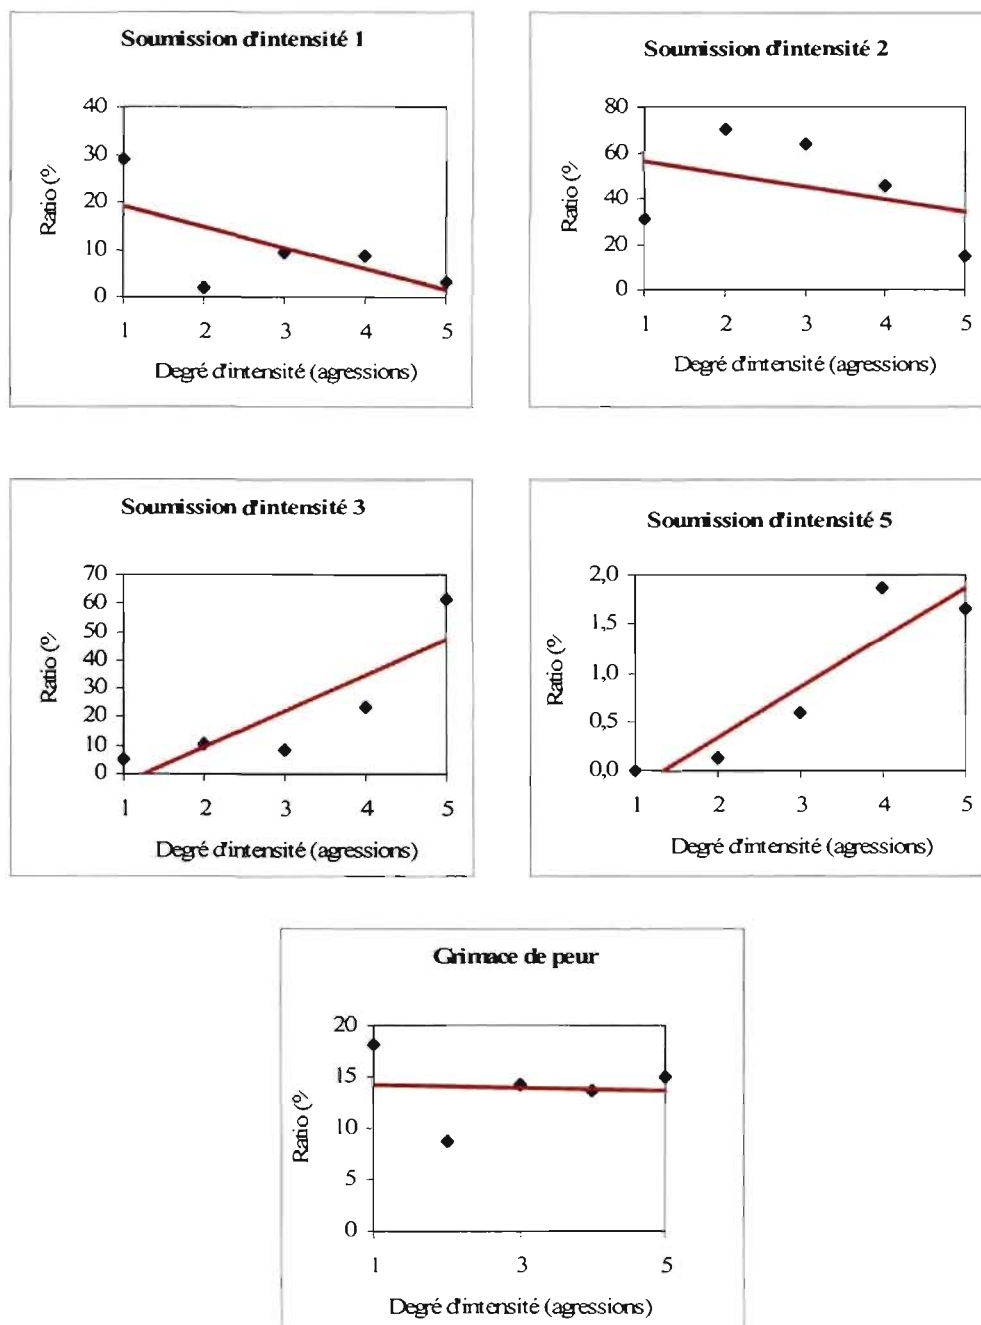 Soumission d'intensité 1
40
30
20
10
0
Ratio (%
1 2 3 4 5
Degré d'intensité (agressions)
Soumission d'intensité 2
80
60
40
20
0
Ratio (%
1 2 3 4 5
Degré d'intensité (agressions)
Soumission d'intensité 3
70
60
50
40
30
20
10
0
Ratio (%
1 2 3 4 5
Degré d'intensité (agressions)
Soumission d'intensité 5
2,0
1,5
1,0
0,5
0,0
Ratio (%
1 2 3 4 5
Degré d'intensité (agressions)
Grimace de peur
20
15
10
5
0
Ratio (%
1 3 5
Degré d'intensité (agressions)